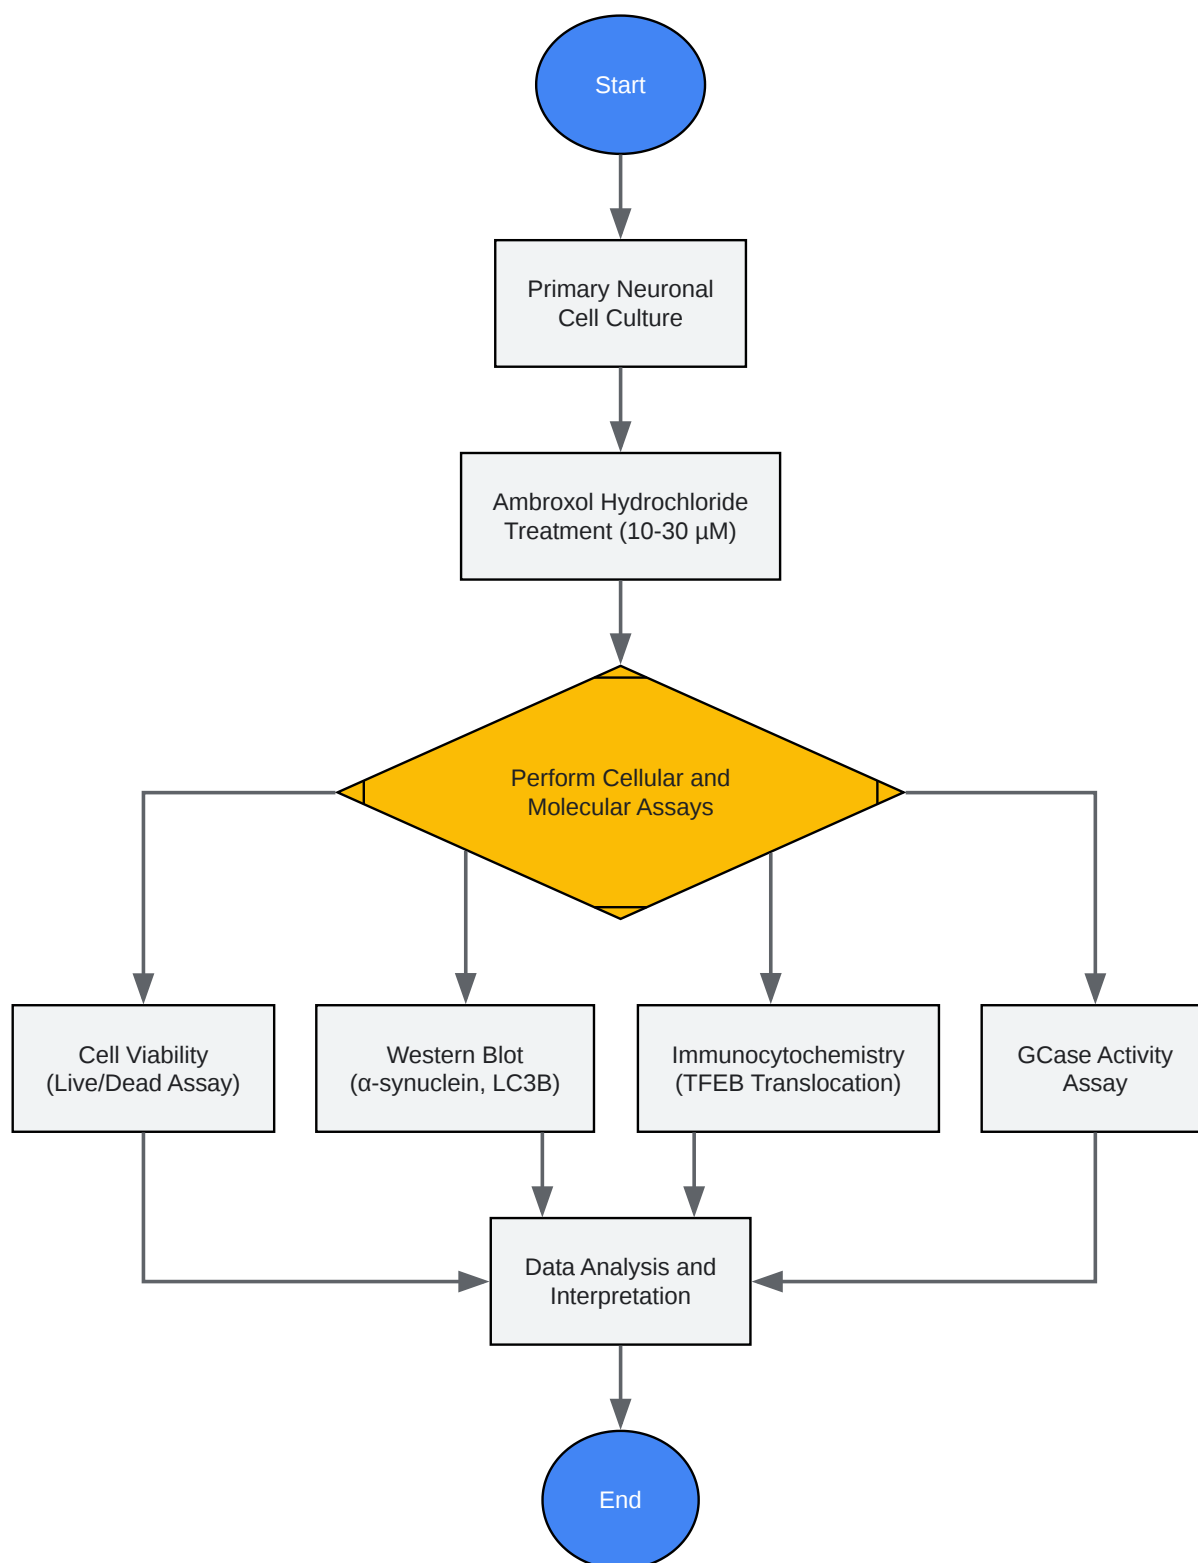 Start
Primary Neuronal
Cell Culture
Ambroxol Hydrochloride
Treatment (10-30 µM)
Perform Cellular and
Molecular Assays
Cell Viability
(Live/Dead Assay)
Western Blot
(α-synuclein, LC3B)
Immunocytochemistry
(TFEB Translocation)
GCase Activity
Assay
Data Analysis and
Interpretation
End